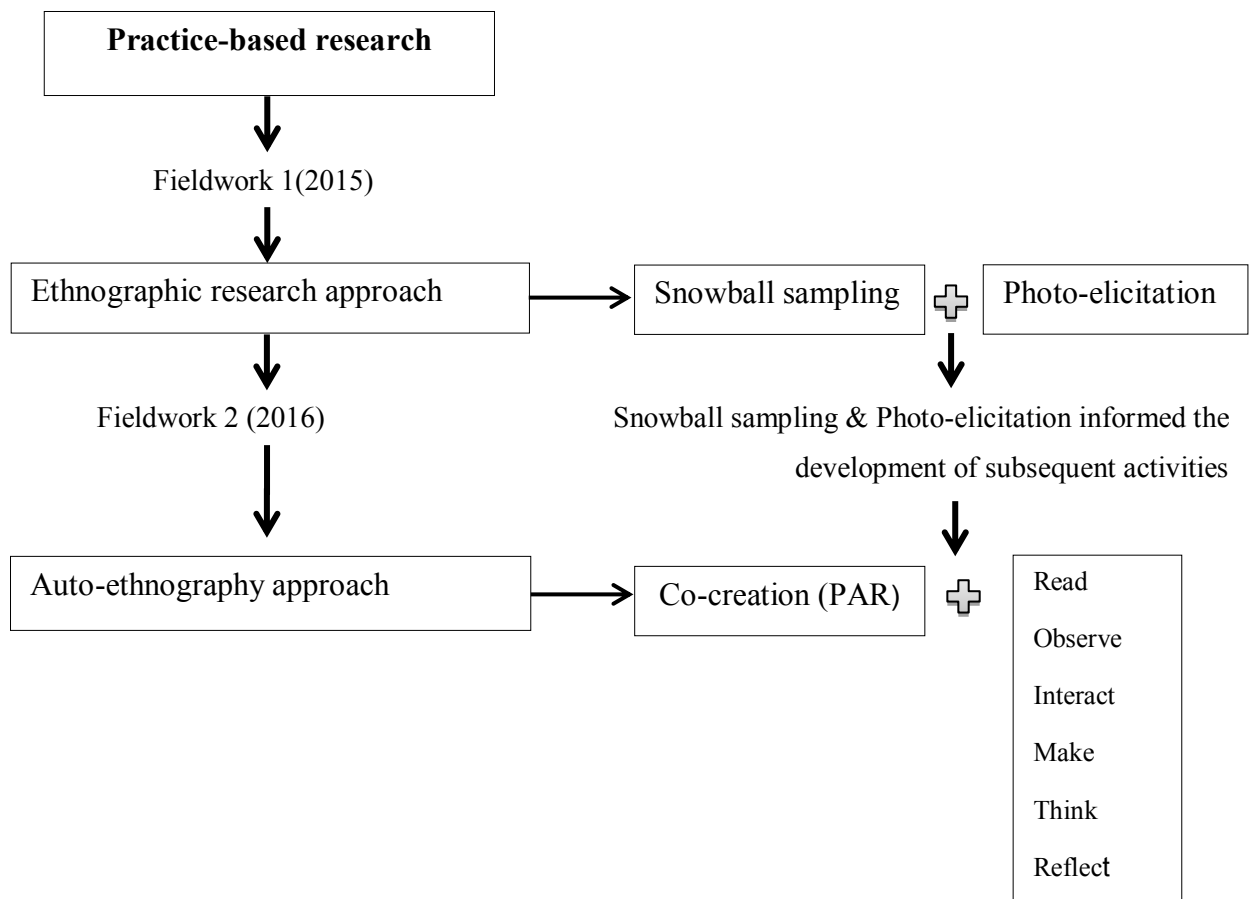 Practice-based research
Fieldwork 1(2015)
Ethnographic research approach
Snowball sampling
Photo-elicitation
Fieldwork 2 (2016)
Snowball sampling & Photo-elicitation informed the
development of subsequent activities
Auto-ethnography approach
Co-creation (PAR)
Read
Observe
Interact
Make
Think
Reflect